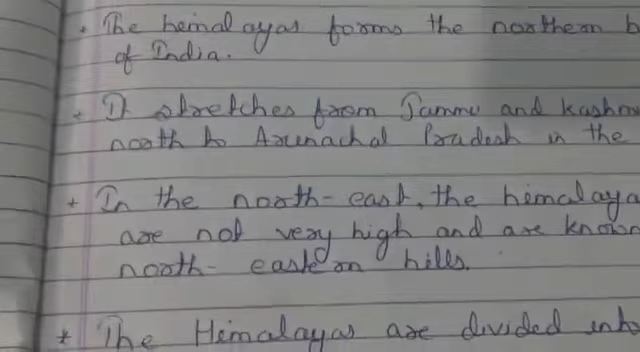 The himalayas forms the northern b
of India.
It stretches from Jammu and Kashm
north to Arunachal Pradesh in the
In the north-east, the himalaya
are not very high and are known
north-eastern hills.
* The Himalayas are divided into